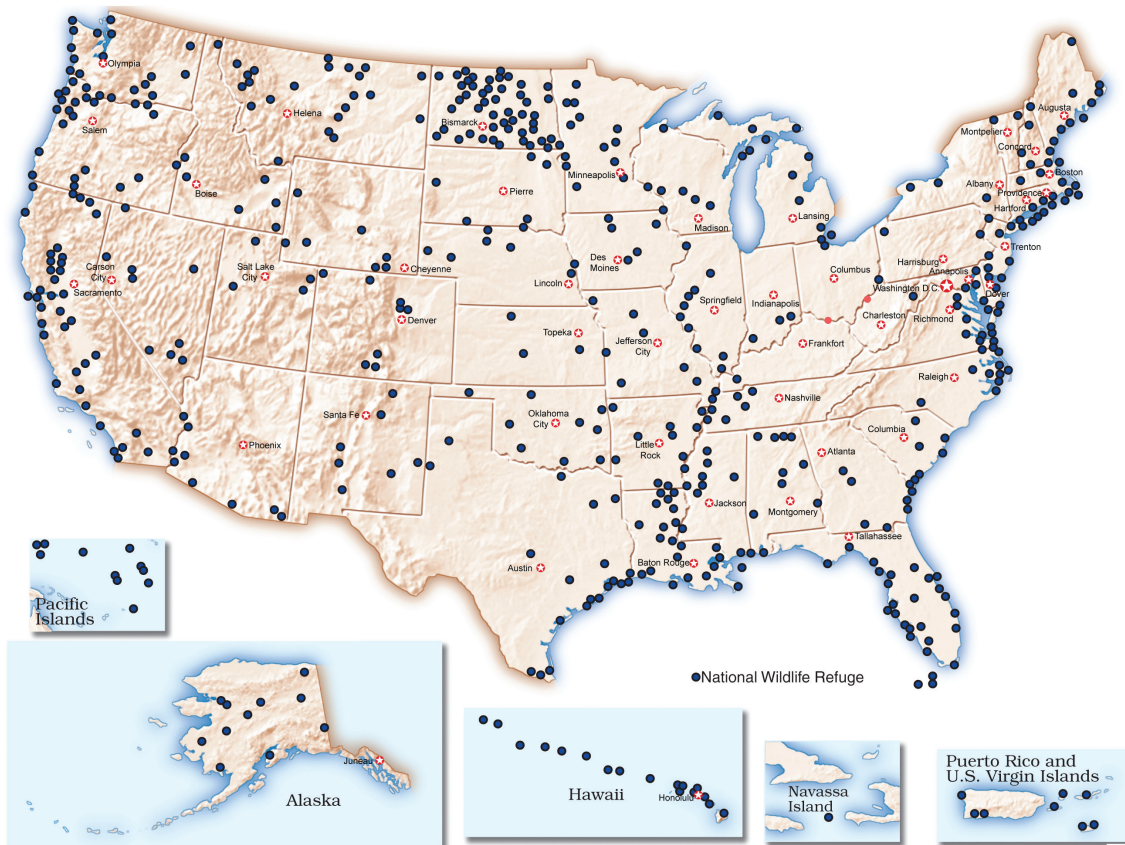 Olympia
Salem
Helena
Boise
Bismarck
Pierre
Minneapolis
Madison
Lansing
Augusta
Montpelier
Concord
Albany
Boston
Providence
Hartford
Carson
City
Sacramento
Salt Lake
City
Cheyenne
Denver
Lincoln
Des
Moines
Topeka
Jefferson
City
Springfield
Indianapolis
Columbus
Harrisburg
Trenton
Annapolis
Washington D.C.
Dover
Charleston
Richmond
Frankfort
Raleigh
Nashville
Santa Fe
Phoenix
Oklahoma
City
Little
Rock
Columbia
Atlanta
Jackson
Montgomery
Tallahassee
Austin
Baton Rouge
Pacific
Islands
National Wildlife Refuge
Juneau
Alaska
Honolulu
Hawaii
Navassa
Island
Puerto Rico and
U.S. Virgin Islands